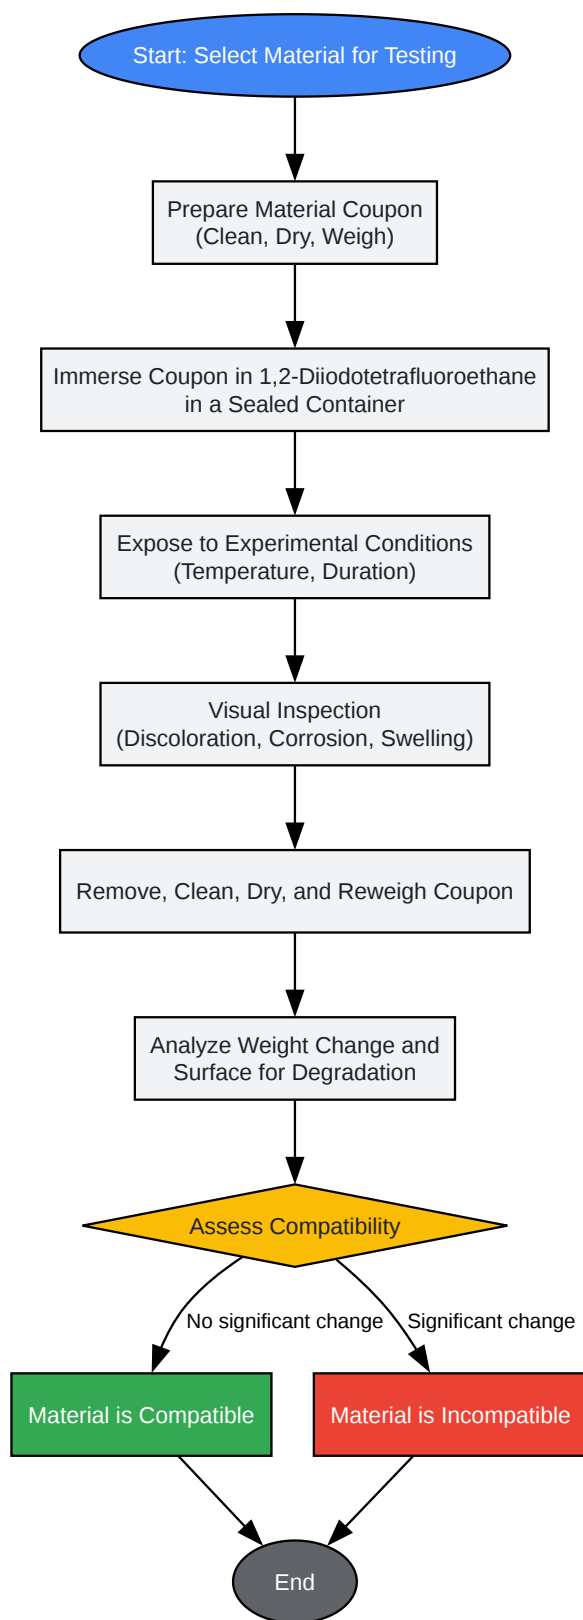 Start: Select Material for Testing
Prepare Material Coupon
(Clean, Dry, Weigh)
Immerse Coupon in 1,2-Diiodotetrafluoroethane
in a Sealed Container
Expose to Experimental Conditions
(Temperature, Duration)
Visual Inspection
(Discoloration, Corrosion, Swelling)
Remove, Clean, Dry, and Reweigh Coupon
Analyze Weight Change and
Surface for Degradation
Assess Compatibility
No significant change
Significant change
Material is Compatible
Material is Incompatible
End